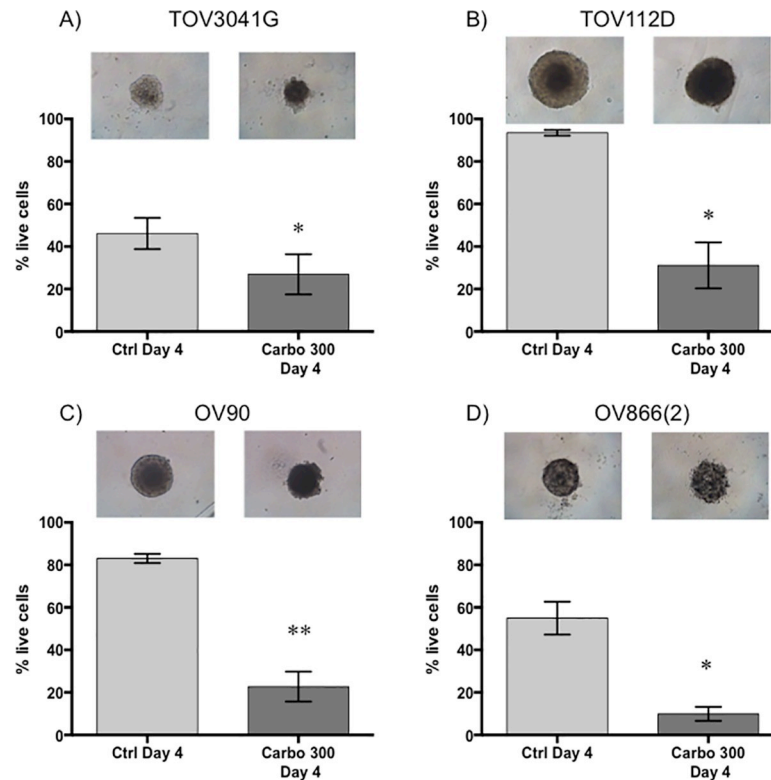 A) TOV3041G
B) TOV112D
100
80
60
40
20
0
% live cells
*
Ctrl Day 4
Carbo 300
Day 4
100
80
60
40
20
0
% live cells
*
Ctrl Day 4
Carbo 300
Day 4
C) OV90
D) OV866(2)
100
80
60
40
20
0
% live cells
**
Ctrl Day 4
Carbo 300
Day 4
100
80
60
40
20
0
% live cells
*
Ctrl Day 4
Carbo 300
Day 4